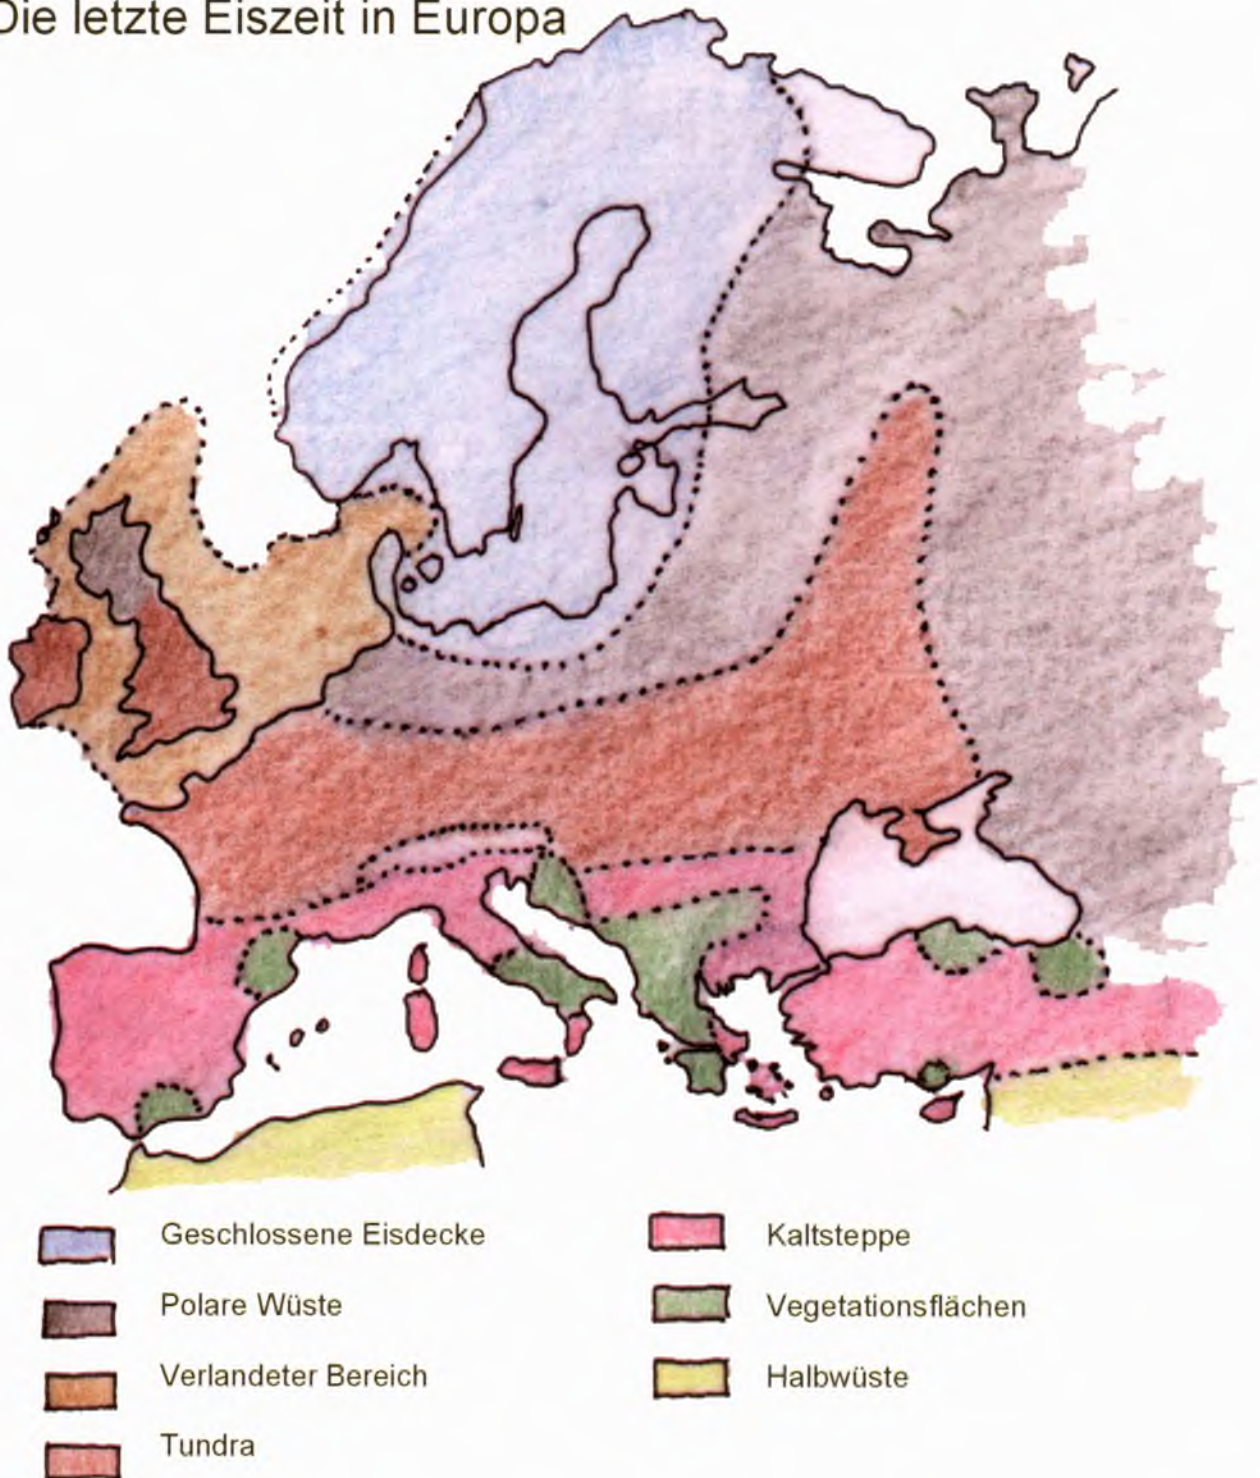 Die letzte Eiszeit in Europa
Geschlossene Eisdecke
Polare Wüste
Verlandeter Bereich
Tundra
Kaltsteppe
Vegetationsflächen
Halbwüste